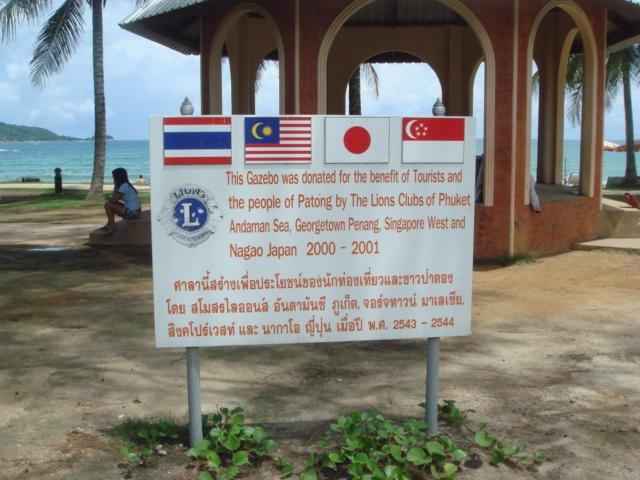 LIONS
L
INTERNATIONAL
This Gazebo was donated for the benefit of Tourists and
the people of Patong by The Lions Clubs of Phuket
Andaman Sea, Georgetown Penang, Singapore West and
Nagao Japan 2000 - 2001
ศาลานี้สร้างเพื่อประโยชน์ของนักท่องเที่ยวและชาวป่าตอง
โดย สโมสรไลออนส์ อันดามันซี ภูเก็ต, จอร์จทาวน์ มาเลเซีย,
สิงคโปร์เวสท์ และ นากาโอ ญี่ปุ่น เมื่อปี พ.ศ. 2543 - 2544